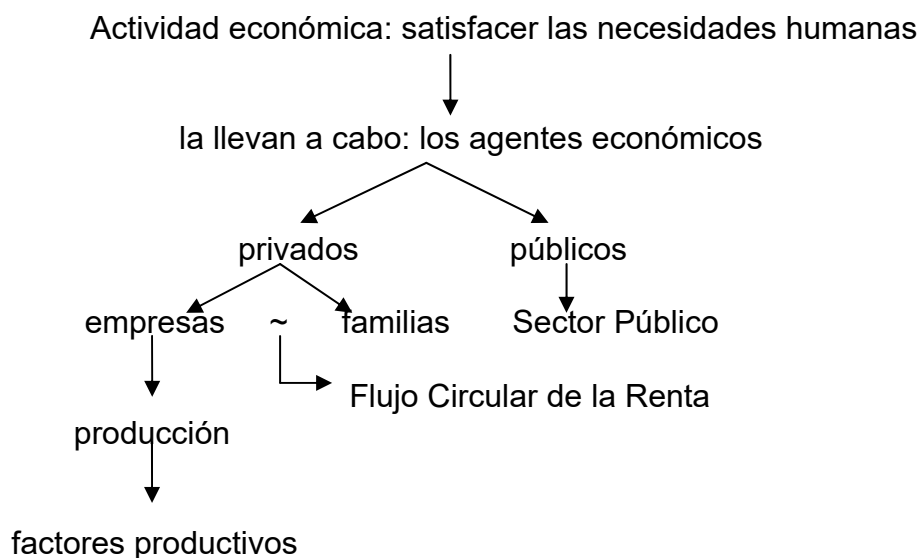 Actividad económica: satisfacer las necesidades humanas
la llevan a cabo: los agentes económicos
privados públicos
empresas ~ familias Sector Público
Flujo Circular de la Renta
producción
factores productivos